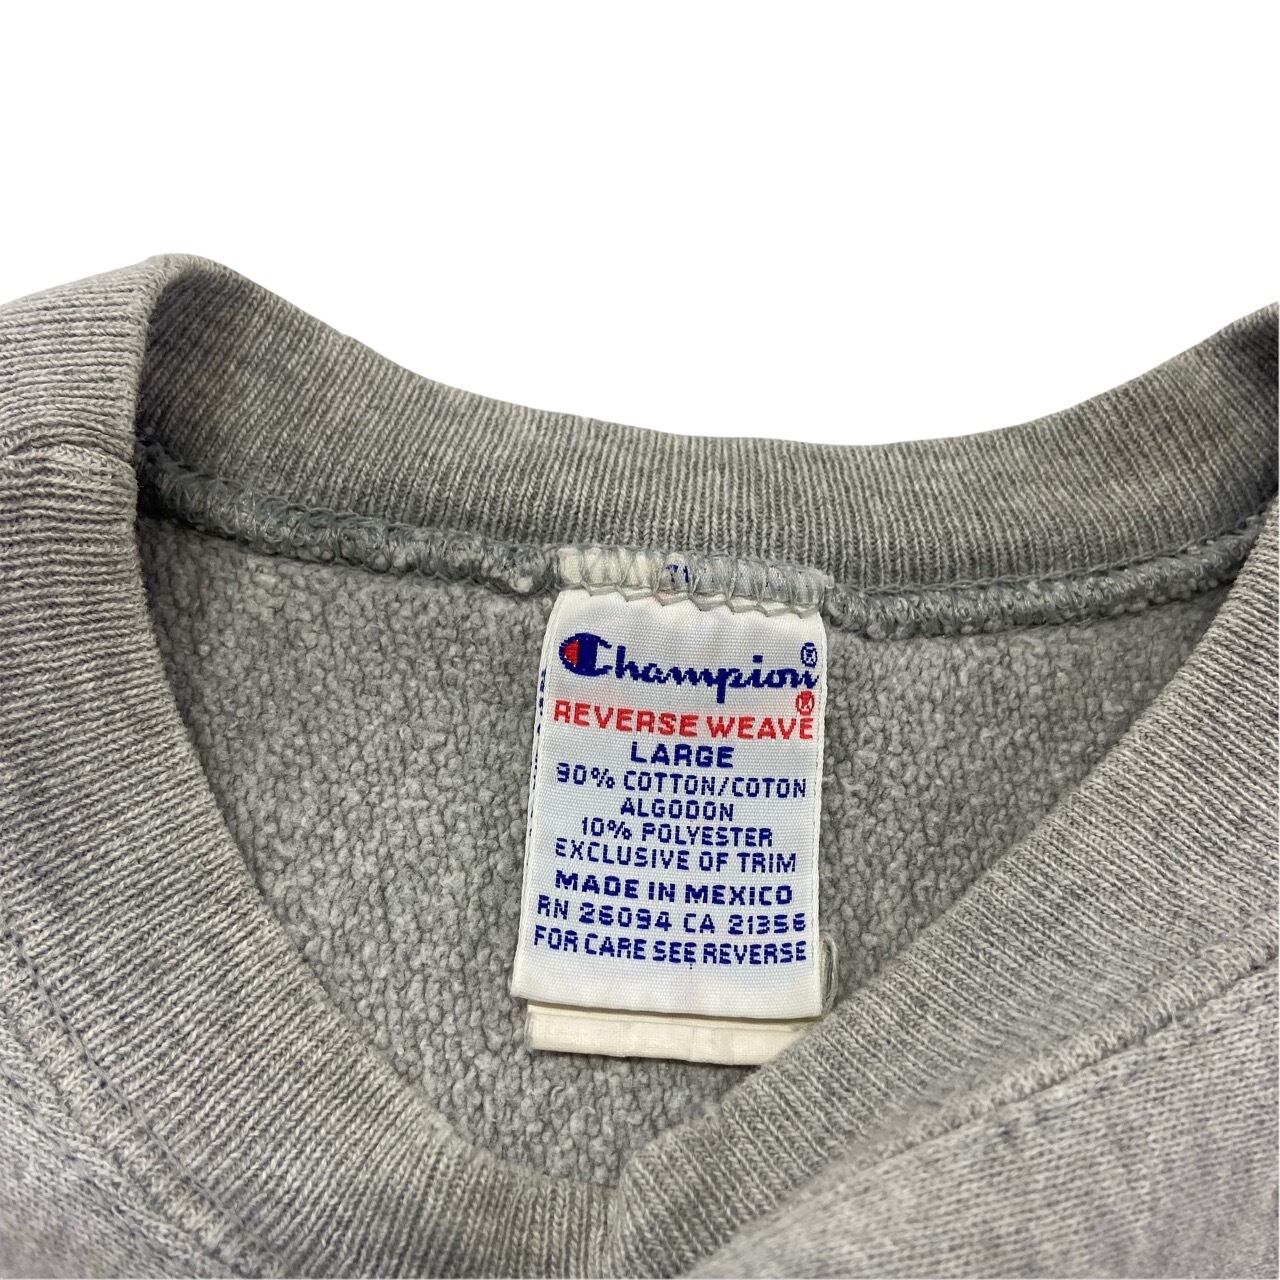 Champion
REVERSE WEAVE
LARGE
90% COTTON/COTON
ALGODON
10% POLYESTER
EXCLUSIVE OF TRIM
MADE IN MEXICO
RN 26094 CA 21356
FOR CARE SEE REVERSE